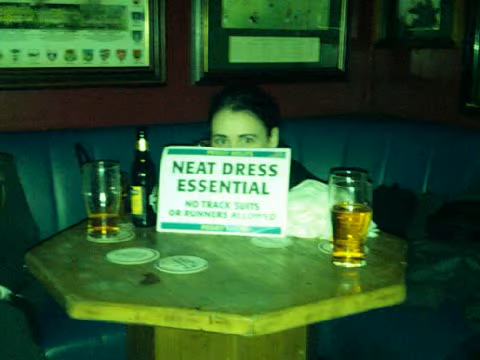 NEAT DRESS
ESSENTIAL
NO TRACK SUITS
OR RUNNERS ALLOWED